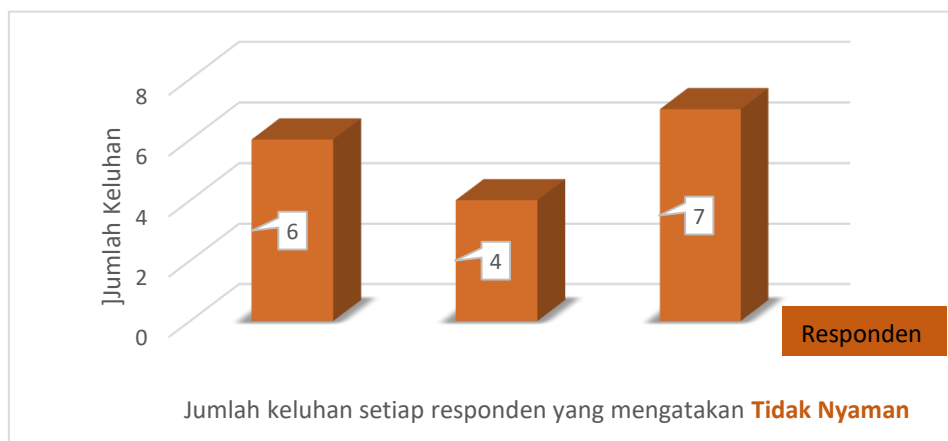 ]Jumlah Keluhan
8
6
4
2
0
6
4
7
Responden
Jumlah keluhan setiap responden yang mengatakan Tidak Nyaman